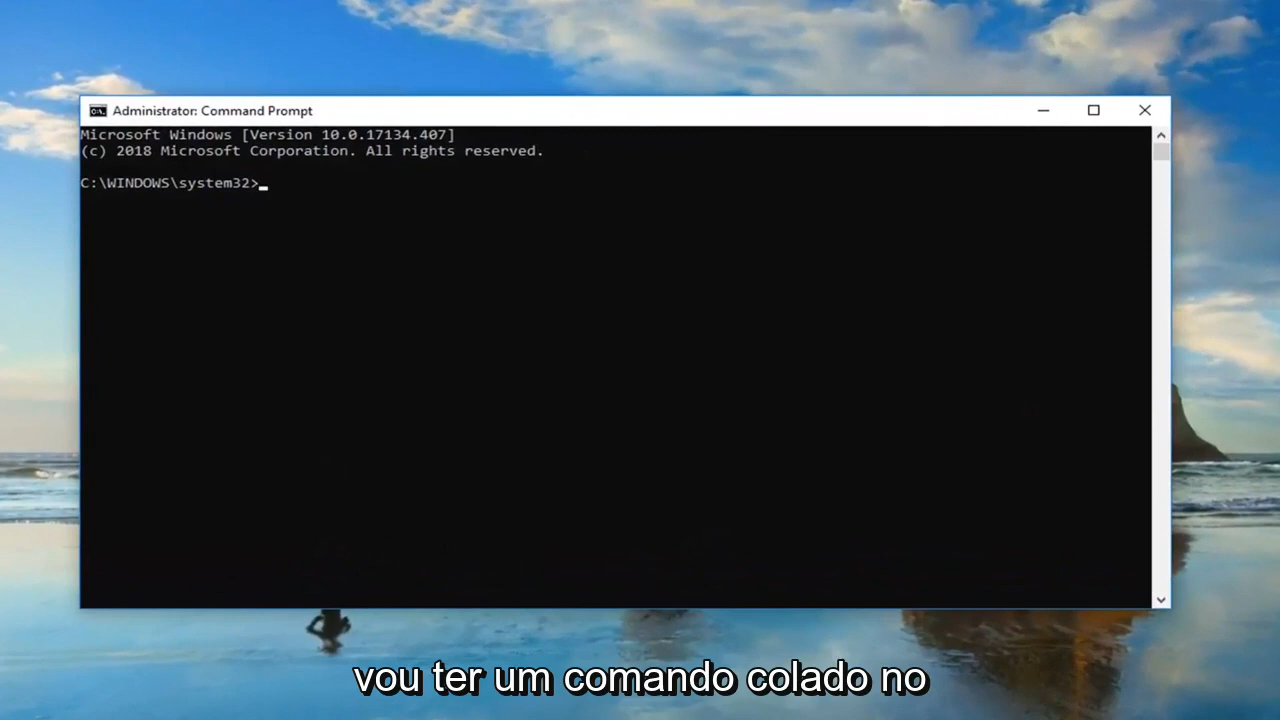 Administrator: Command Prompt
Microsoft Windows [Version 10.0.17134.407]
(c) 2018 Microsoft Corporation. All rights reserved.
C:\WINDOWS\system32>
vou ter um comando colado no